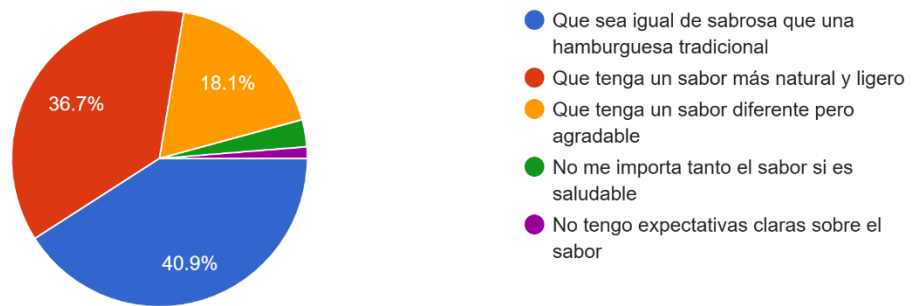 36.7%
18.1%
40.9%
Que sea igual de sabrosa que una
hamburguesa tradicional
Que tenga un sabor más natural y ligero
Que tenga un sabor diferente pero
agradable
No me importa tanto el sabor si es
saludable
No tengo expectativas claras sobre el
sabor